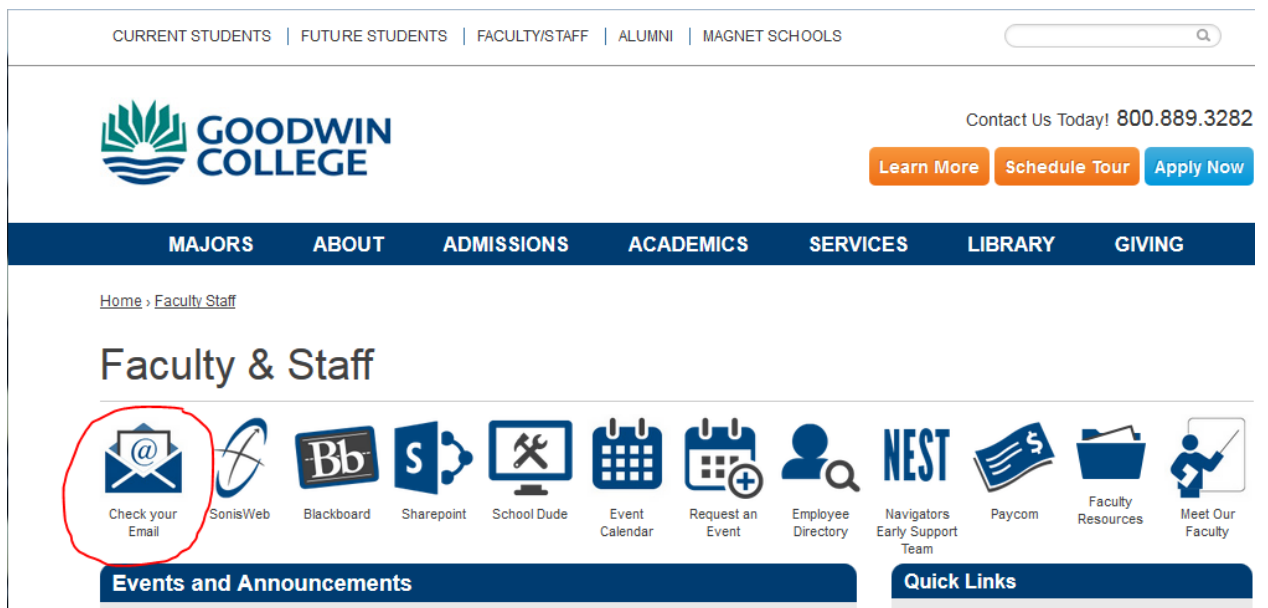 CURRENT STUDENTS | FUTURE STUDENTS | FACULTY/STAFF | ALUMNI | MAGNET SCHOOLS
GOODWIN
COLLEGE
Contact Us Today! 800.889.3282
Learn More Schedule Tour Apply Now
MAJORS ABOUT ADMISSIONS ACADEMICS SERVICES LIBRARY GIVING
Home › Faculty Staff
Faculty & Staff
@
Bb
S
NEST
$
Check your
Email
SonisWeb
Blackboard
Sharepoint
School Dude
Event
Calendar
Request an
Event
Employee
Directory
Navigators
Early Support
Team
Paycom
Faculty
Resources
Meet Our
Faculty
Events and Announcements
Quick Links